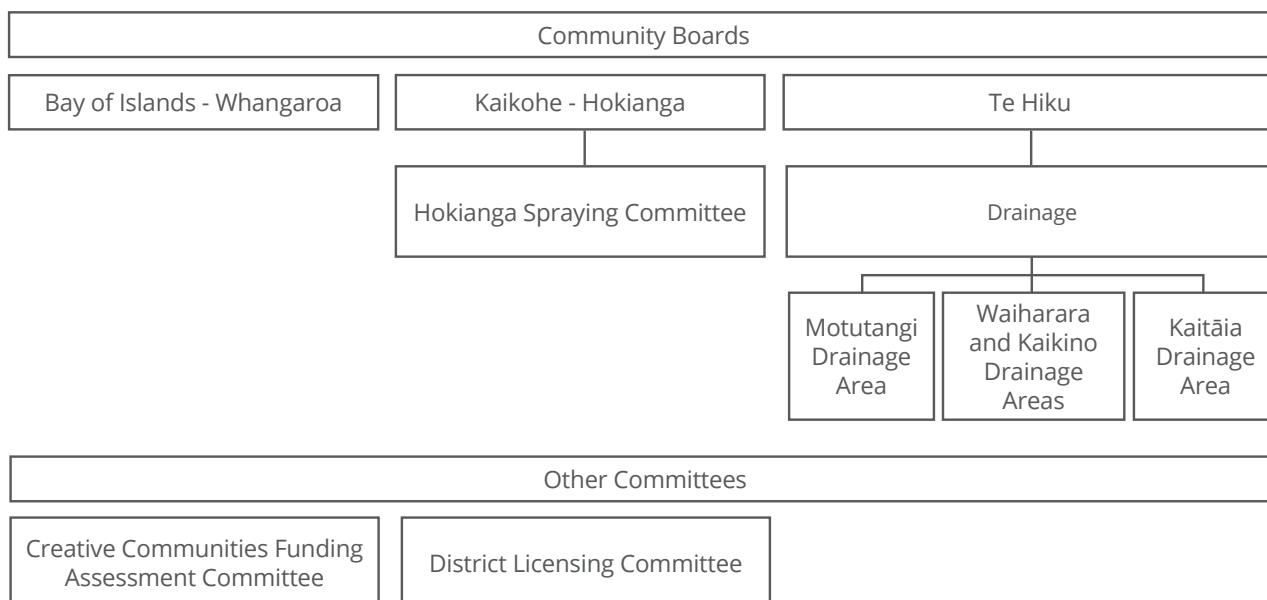 Community Boards
Bay of Islands - Whangaroa
Kaikohe - Hokianga
Te Hiku
Hokianga Spraying Committee
Drainage
Motutangi
Drainage
Area
Waiharara
and Kaikino
Drainage
Areas
Kaitāia
Drainage
Area
Other Committees
Creative Communities Funding
Assessment Committee
District Licensing Committee